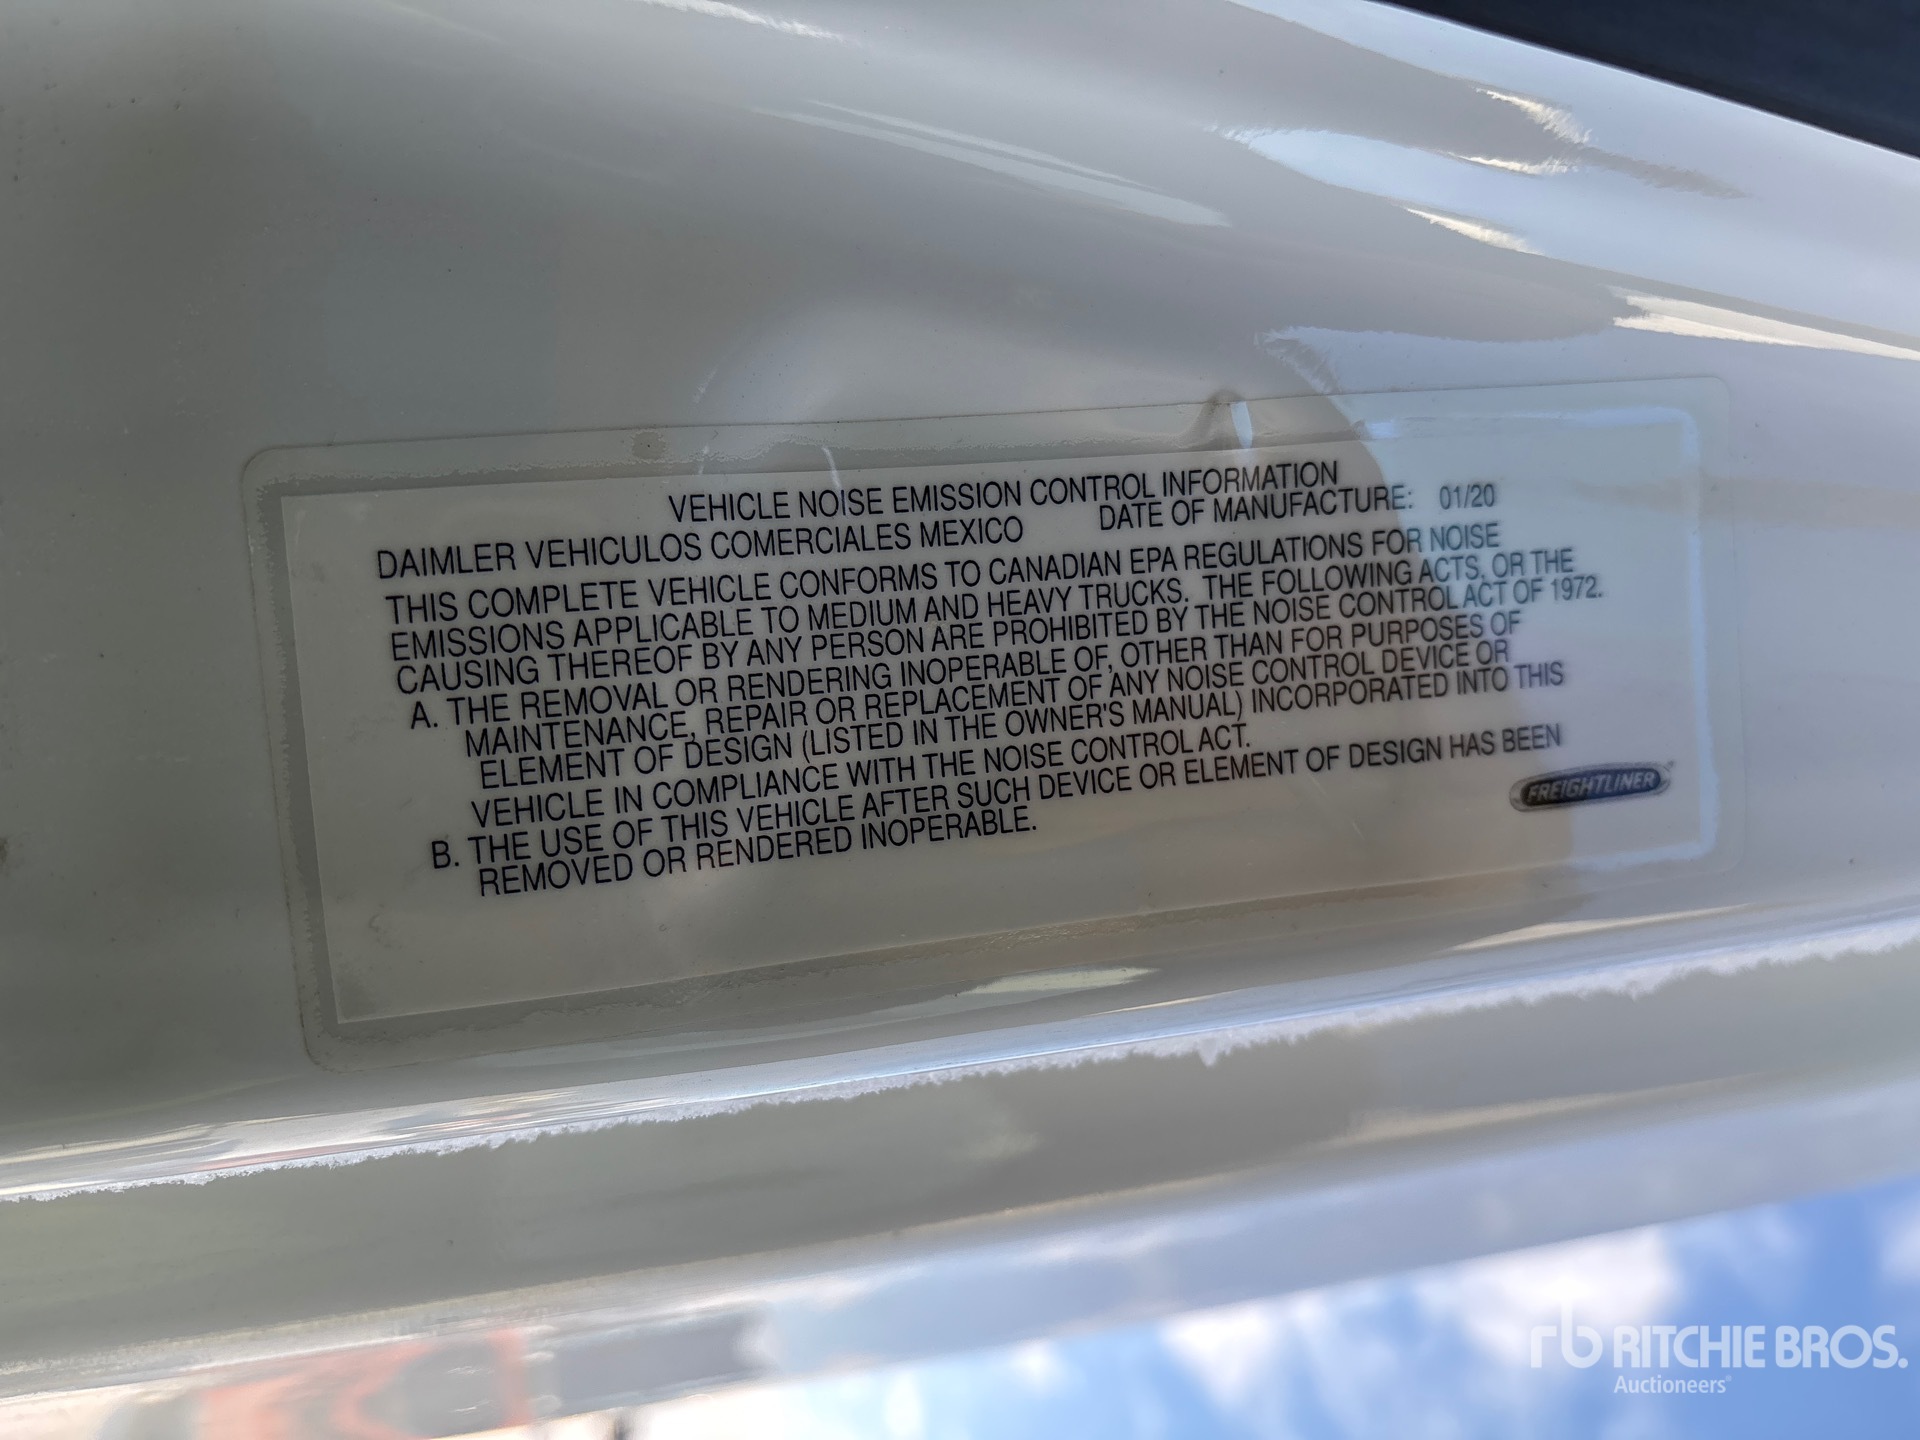 VEHICLE NOISE EMISSION CONTROL INFORMATION
DAIMLER VEHICULOS COMERCIALES MEXICO DATE OF MANUFACTURE: 01/20
THIS COMPLETE VEHICLE CONFORMS TO CANADIAN EPA REGULATIONS FOR NOISE
EMISSIONS APPLICABLE TO MEDIUM AND HEAVY TRUCKS. THE FOLLOWING ACTS, OR THE
CAUSING THEREOF BY ANY PERSON ARE PROHIBITED BY THE NOISE CONTROL ACT OF 1972.
A. THE REMOVAL OR RENDERING INOPERABLE OF, OTHER THAN FOR PURPOSES OF
MAINTENANCE, REPAIR OR REPLACEMENT OF ANY NOISE CONTROL DEVICE OR
ELEMENT OF DESIGN (LISTED IN THE OWNER'S MANUAL) INCORPORATED INTO THIS
VEHICLE IN COMPLIANCE WITH THE NOISE CONTROL ACT.
B. THE USE OF THIS VEHICLE AFTER SUCH DEVICE OR ELEMENT OF DESIGN HAS BEEN
REMOVED OR RENDERED INOPERABLE.
FREIGHTLINER
rb RITCHIE BROS.
Auctioneers